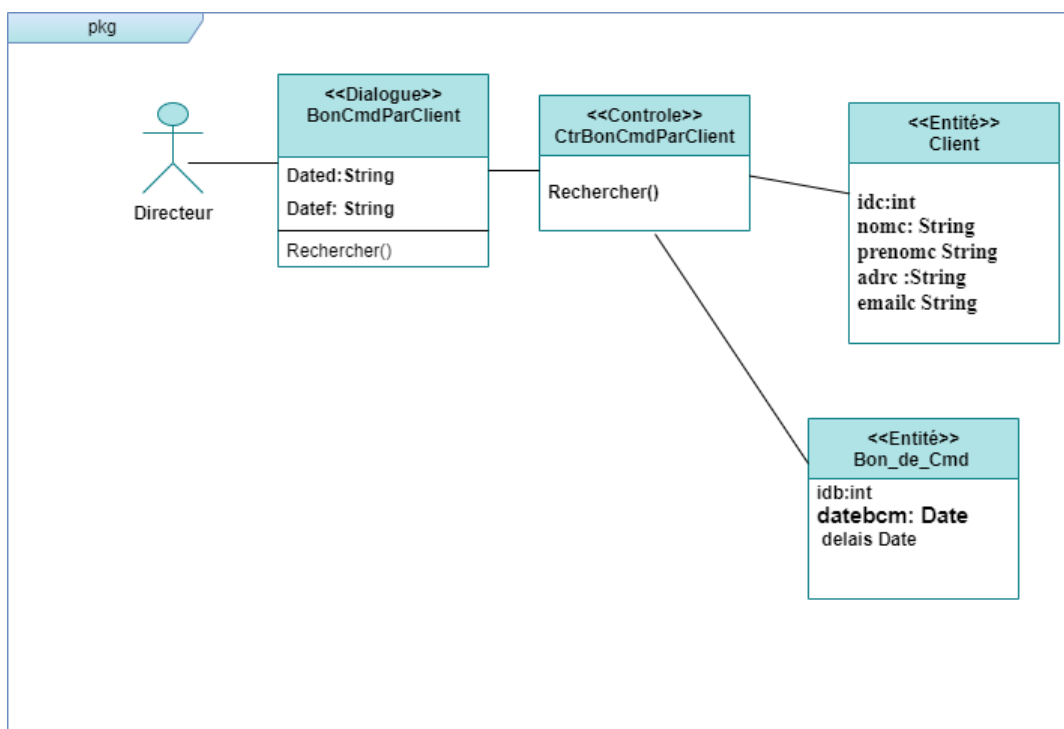 pkg
<<Dialogue>>
BonCmdParClient
Dated:String
Datef: String
Rechercher()
Directeur
<<Controle>>
CtrBonCmdParClient
Rechercher()
<<Entité>>
Client
idc:int
nomc: String
prenomc String
adrc :String
emailc String
<<Entité>>
Bon_de_Cmd
idb:int
datebcm: Date
delais Date